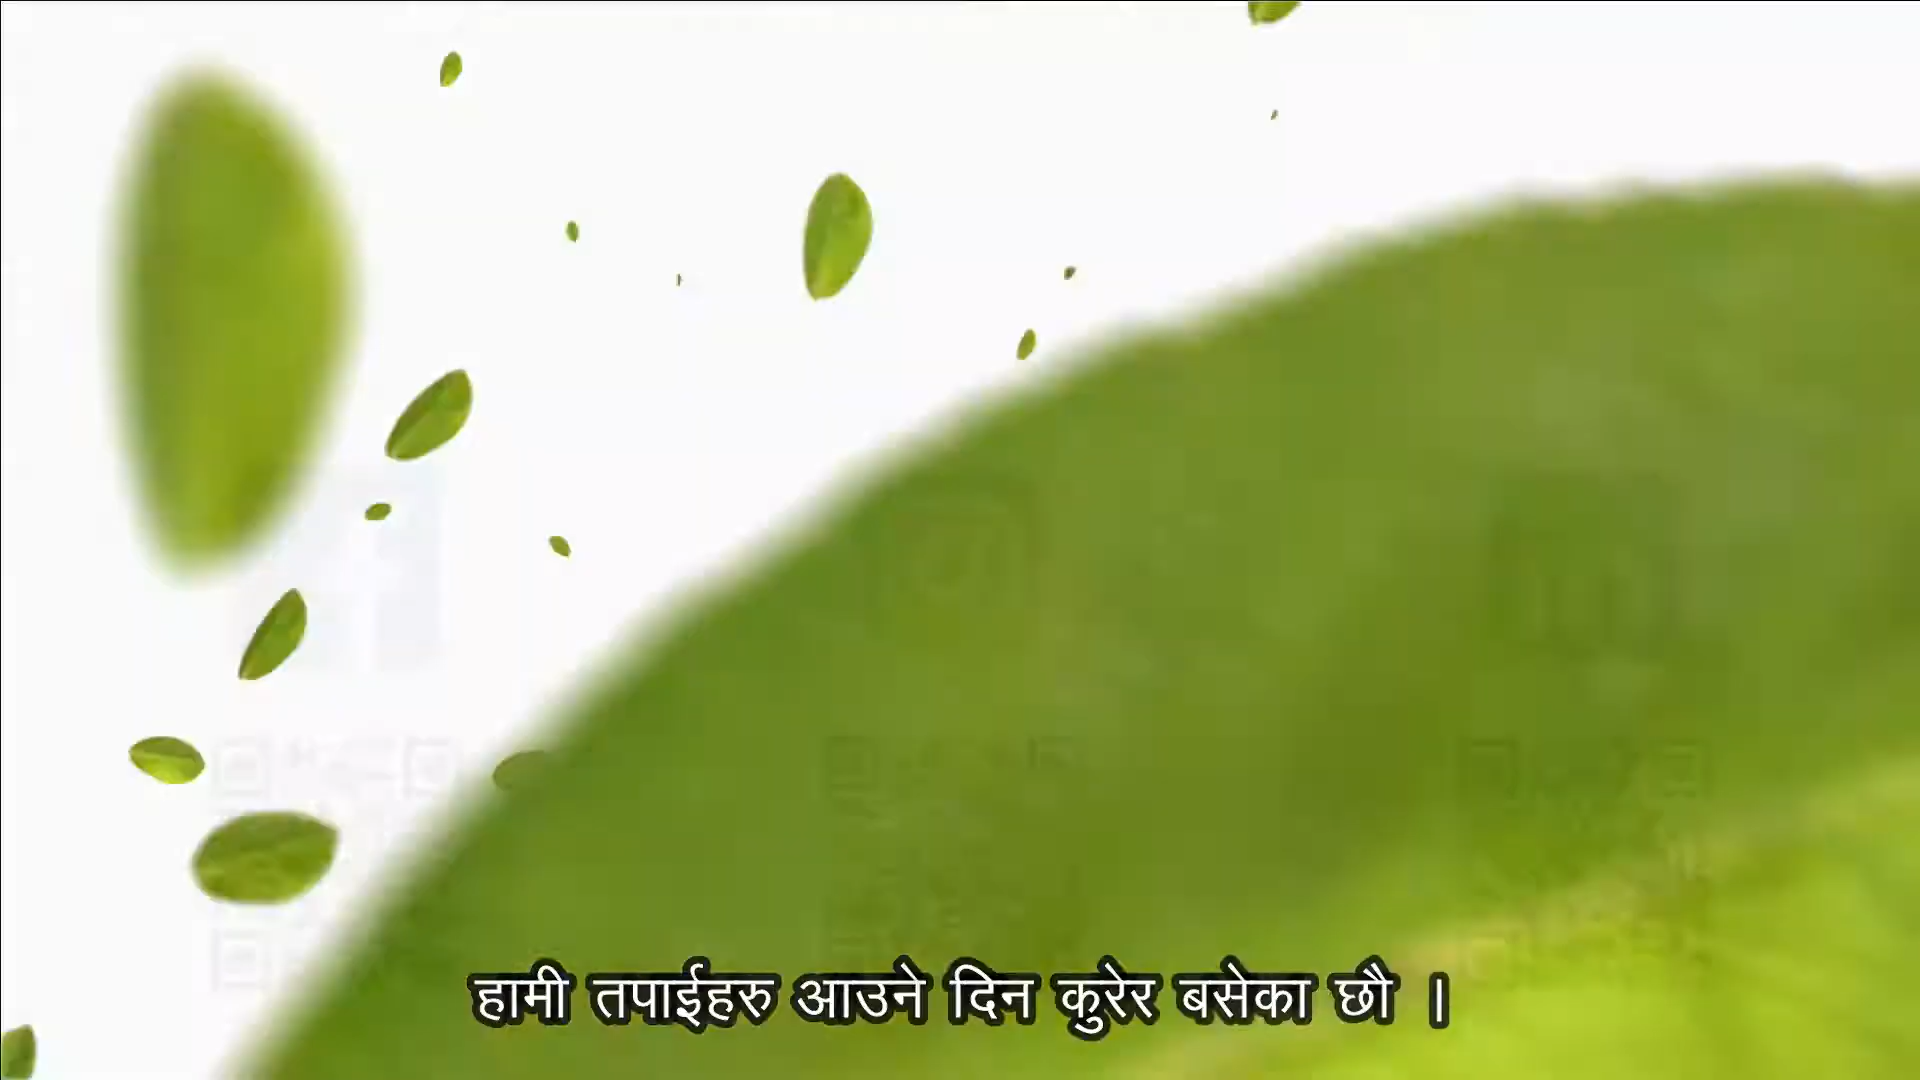 हामी तपाईहरु आउने दिन कुरेर बसेका छौ ।